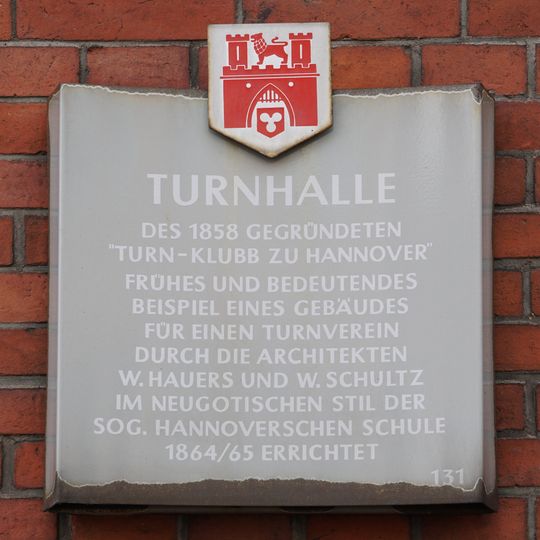 TURNHALLE
DES 1858 GEGRÜNDETEN
"TURN-KLUBB ZU HANNOVER"
FRÜHES UND BEDEUTENDES
BEISPIEL EINES GEBÄUDES
FÜR EINEN TURNVEREIN
DURCH DIE ARCHITEKTEN
W. HAUERS UND W. SCHULTZ
IM NEUGOTISCHEN STIL DER
SOG. HANNOVERSCHEN SCHULE
1864/65 ERRICHTET
131